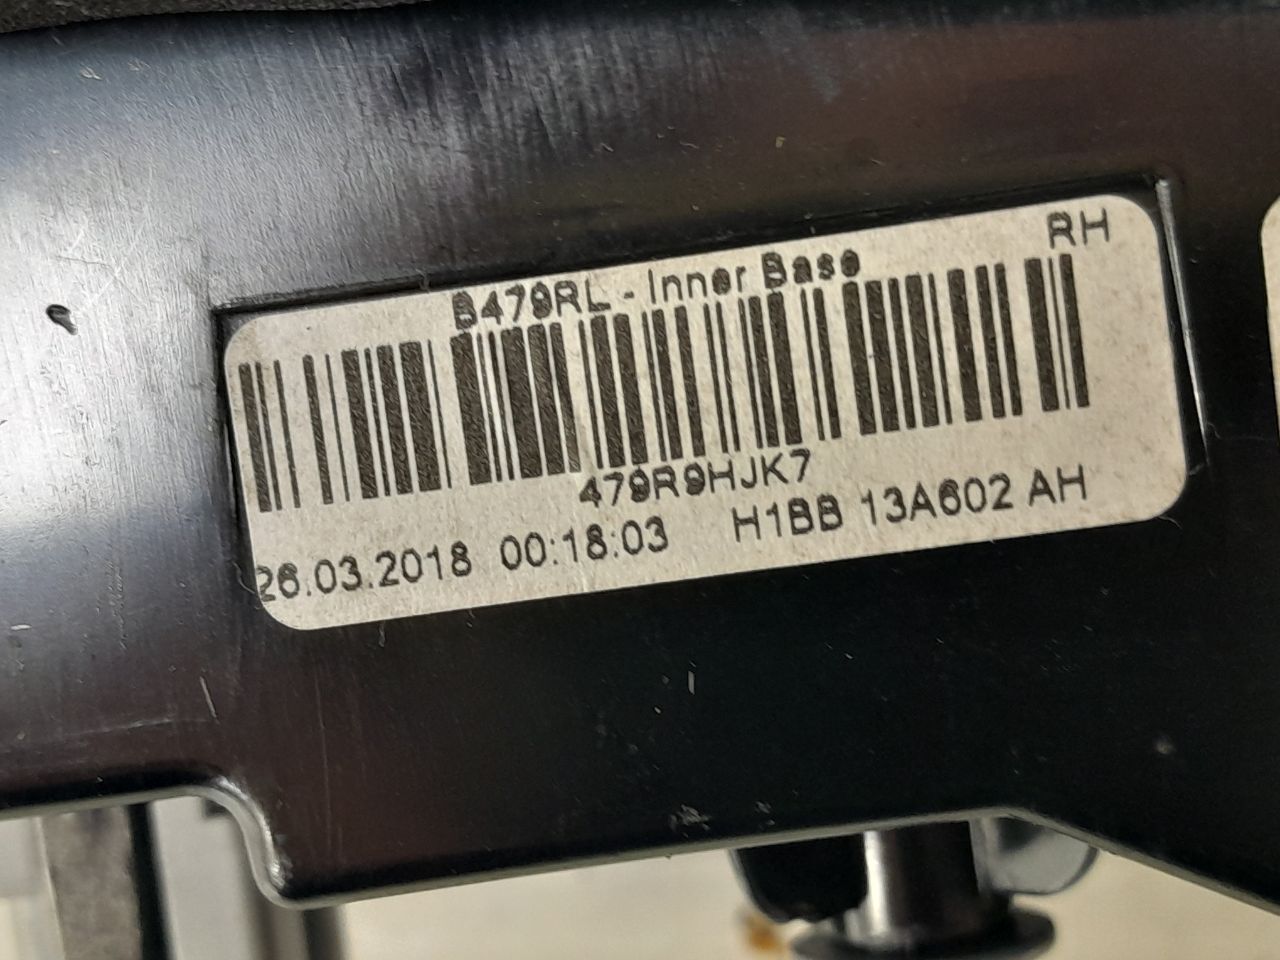 RH
B479RL - Inner Base
479R9HJK7
26.03.2018 00:18:03 H1BB 13A602 AH